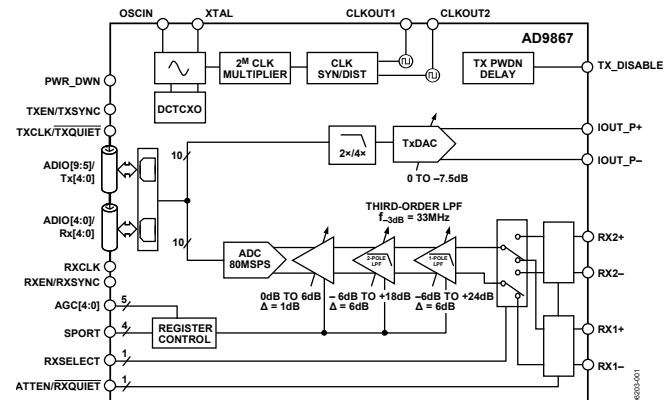 OSCIN
XTAL
CLKOUT1
CLKOUT2
AD9867
PWR_DWN
2M CLK
MULTIPLIER
CLK
SYN/DIST
TX PWDN
DELAY
TX_DISABLE
DCTCXO
TXEN/TXSYNC
TXCLK/TXQUIET
ADIO[9:5]/
Tx[4:0]
10
2×/4×
TxDAC
IOUT_P+
IOUT_P–
0 TO –7.5dB
ADIO[4:0]/
Rx[4:0]
10
THIRD-ORDER LPF
f–3dB = 33MHz
ADC
80MSPS
2-POLE
LPF
1-POLE
LPF
RX2+
RX2–
RXCLK
RXEN/RXSYNC
0dB TO 6dB
Δ = 1dB
– 6dB TO +18dB
Δ = 6dB
–6dB TO +24dB
Δ = 6dB
AGC[4:0]
5
SPORT
4
REGISTER
CONTROL
RX1+
RX1–
RXSELECT
1
ATTEN/RXQUIET
1
06203-001